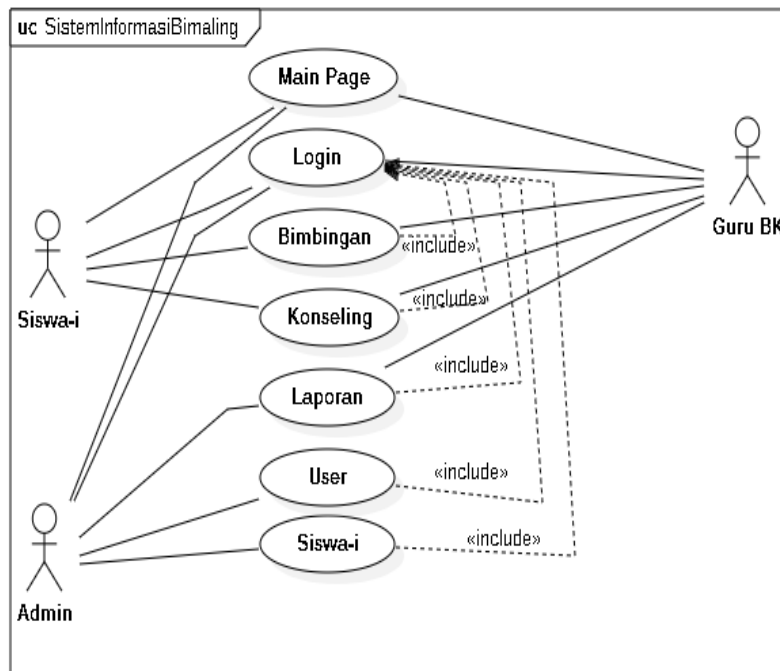 uc SistemInformasiBimaling
Main Page
Login
Bimbingan
«include»
Konseling
«include»
Laporan
«include»
User
«include»
Siswa-i
«include»
Siswa-i
Admin
Guru BK